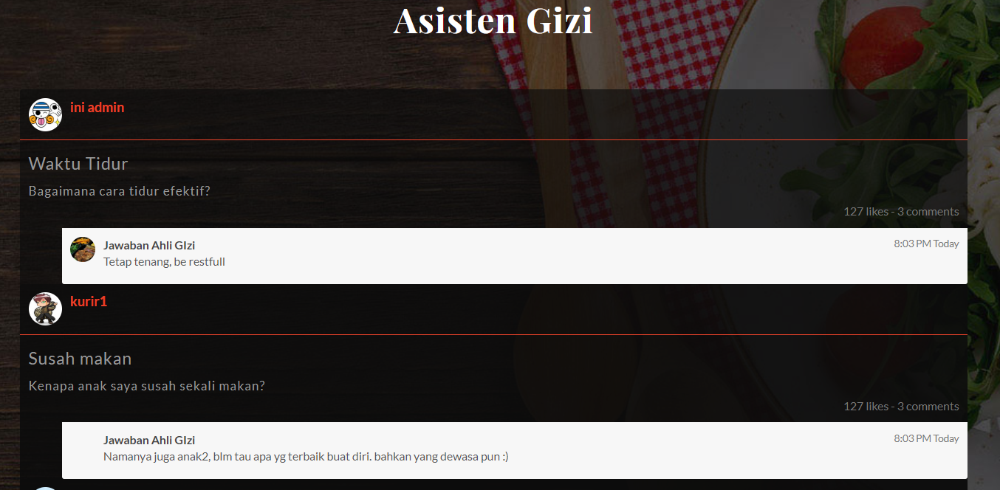 Asisten Gizi
ini admin
Waktu Tidur
Bagaimana cara tidur efektif?
127 likes - 3 comments
Jawaban Ahli GIzi
8:03 PM Today
Tetap tenang, be restfull
kurir1
Susah makan
Kenapa anak saya susah sekali makan?
127 likes - 3 comments
Jawaban Ahli GIzi
8:03 PM Today
Namanya juga anak2, blm tau apa yg terbaik buat diri. bahkan yang dewasa pun :)